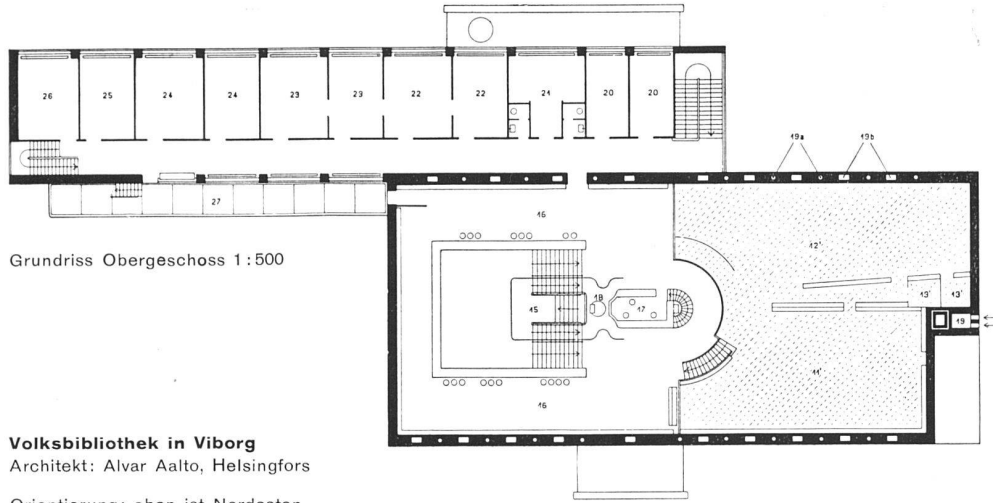 26 25 24 24 23 23 22 22 21 20 20
19a 19b
27
16
12'
13' 13'
15 18 17
19
11'
16
Grundriss Obergeschoss 1:500
Volksbibliothek in Viborg
Architekt: Alvar Aalto, Helsingfors